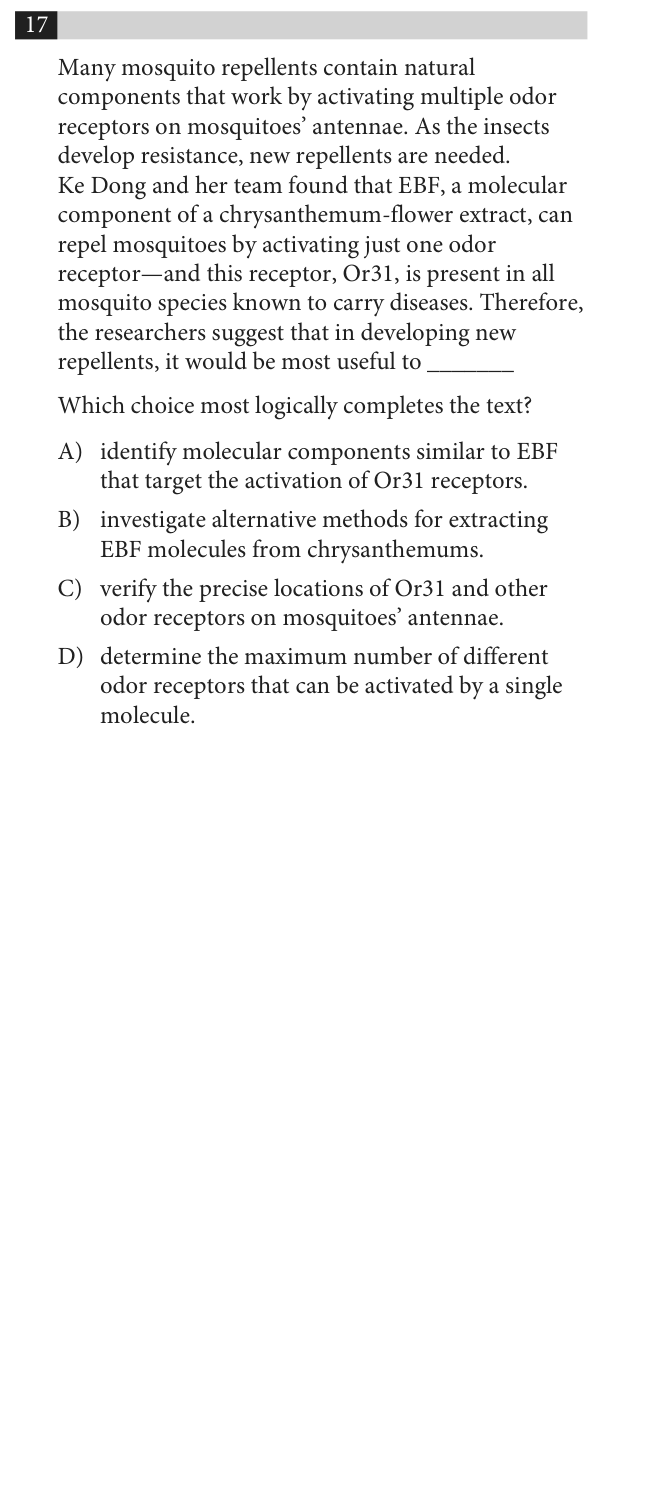 17
Many mosquito repellents contain natural
components that work by activating multiple odor
receptors on mosquitoes’ antennae. As the insects
develop resistance, new repellents are needed.
Ke Dong and her team found that EBF, a molecular
component of a chrysanthemum-flower extract, can
repel mosquitoes by activating just one odor
receptor—and this receptor, Or31, is present in all
mosquito species known to carry diseases. Therefore,
the researchers suggest that in developing new
repellents, it would be most useful to _______
Which choice most logically completes the text?
A) identify molecular components similar to EBF
that target the activation of Or31 receptors.
B) investigate alternative methods for extracting
EBF molecules from chrysanthemums.
C) verify the precise locations of Or31 and other
odor receptors on mosquitoes’ antennae.
D) determine the maximum number of different
odor receptors that can be activated by a single
molecule.